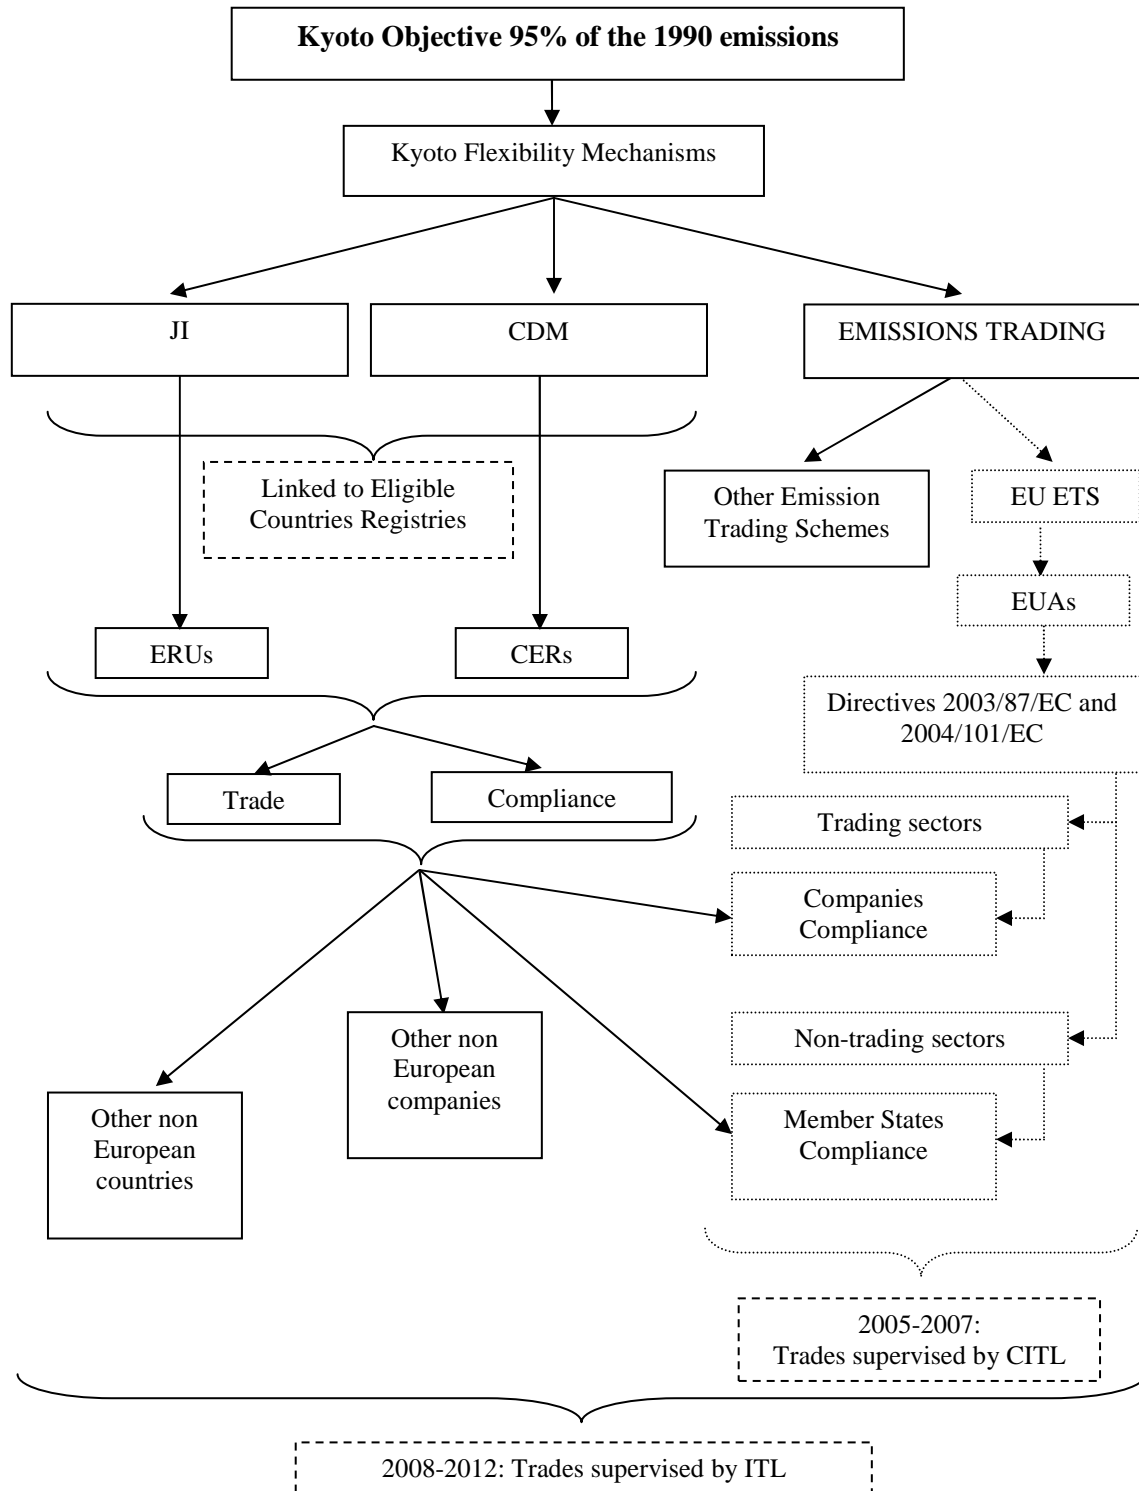 Kyoto Objective 95% of the 1990 emissions
Kyoto Flexibility Mechanisms
JI
CDM
EMISSIONS TRADING
Linked to Eligible
Countries Registries
Other Emission
Trading Schemes
EU ETS
EUAs
ERUs
CERs
Directives 2003/87/EC and
2004/101/EC
Trade
Compliance
Trading sectors
Companies
Compliance
Other non
European
companies
Non-trading sectors
Other non
European
countries
Member States
Compliance
2005-2007:
Trades supervised by CITL
2008-2012: Trades supervised by ITL